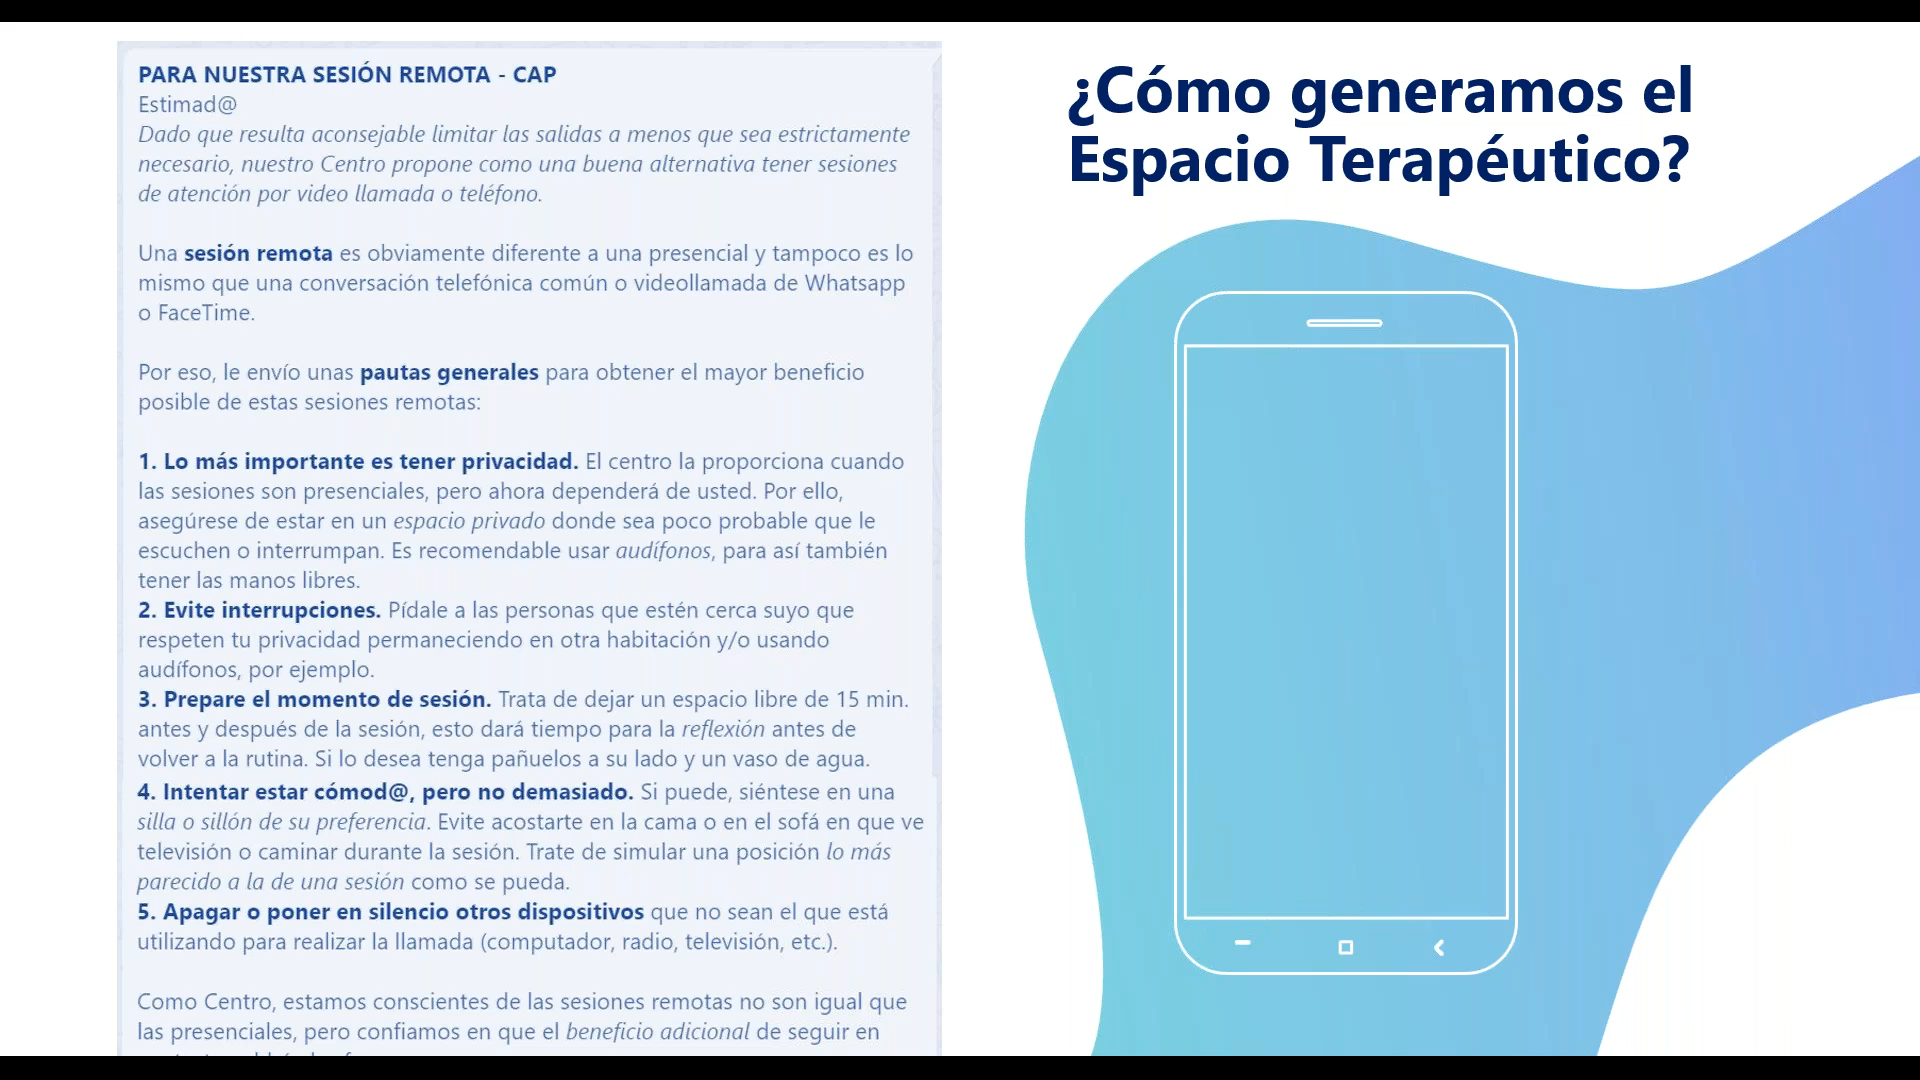 PARA NUESTRA SESIÓN REMOTA - CAP
Estimad@
Dado que resulta aconsejable limitar las salidas a menos que sea estrictamente
necesario, nuestro Centro propone como una buena alternativa tener sesiones
de atención por video llamada o teléfono.
Una sesión remota es obviamente diferente a una presencial y tampoco es lo
mismo que una conversación telefónica común o videollamada de Whatsapp
o FaceTime.
Por eso, le envío unas pautas generales para obtener el mayor beneficio
posible de estas sesiones remotas:
1. Lo más importante es tener privacidad. El centro la proporciona cuando
las sesiones son presenciales, pero ahora dependerá de usted. Por ello,
asegúrese de estar en un espacio privado donde sea poco probable que le
escuchen o interrumpan. Es recomendable usar audífonos, para así también
tener las manos libres.
2. Evite interrupciones. Pídale a las personas que estén cerca suyo que
respeten tu privacidad permaneciendo en otra habitación y/o usando
audífonos, por ejemplo.
3. Prepare el momento de sesión. Trata de dejar un espacio libre de 15 min.
antes y después de la sesión, esto dará tiempo para la reflexión antes de
volver a la rutina. Si lo desea tenga pañuelos a su lado y un vaso de agua.
4. Intentar estar cómod@, pero no demasiado. Si puede, siéntese en una
silla o sillón de su preferencia. Evite acostarte en la cama o en el sofá en que ve
televisión o caminar durante la sesión. Trate de simular una posición lo más
parecido a la de una sesión como se pueda.
5. Apagar o poner en silencio otros dispositivos que no sean el que está
utilizando para realizar la llamada (computador, radio, televisión, etc.).
Como Centro, estamos conscientes de las sesiones remotas no son igual que
las presenciales, pero confiamos en que el beneficio adicional de seguir en
¿Cómo generamos el
Espacio Terapéutico?